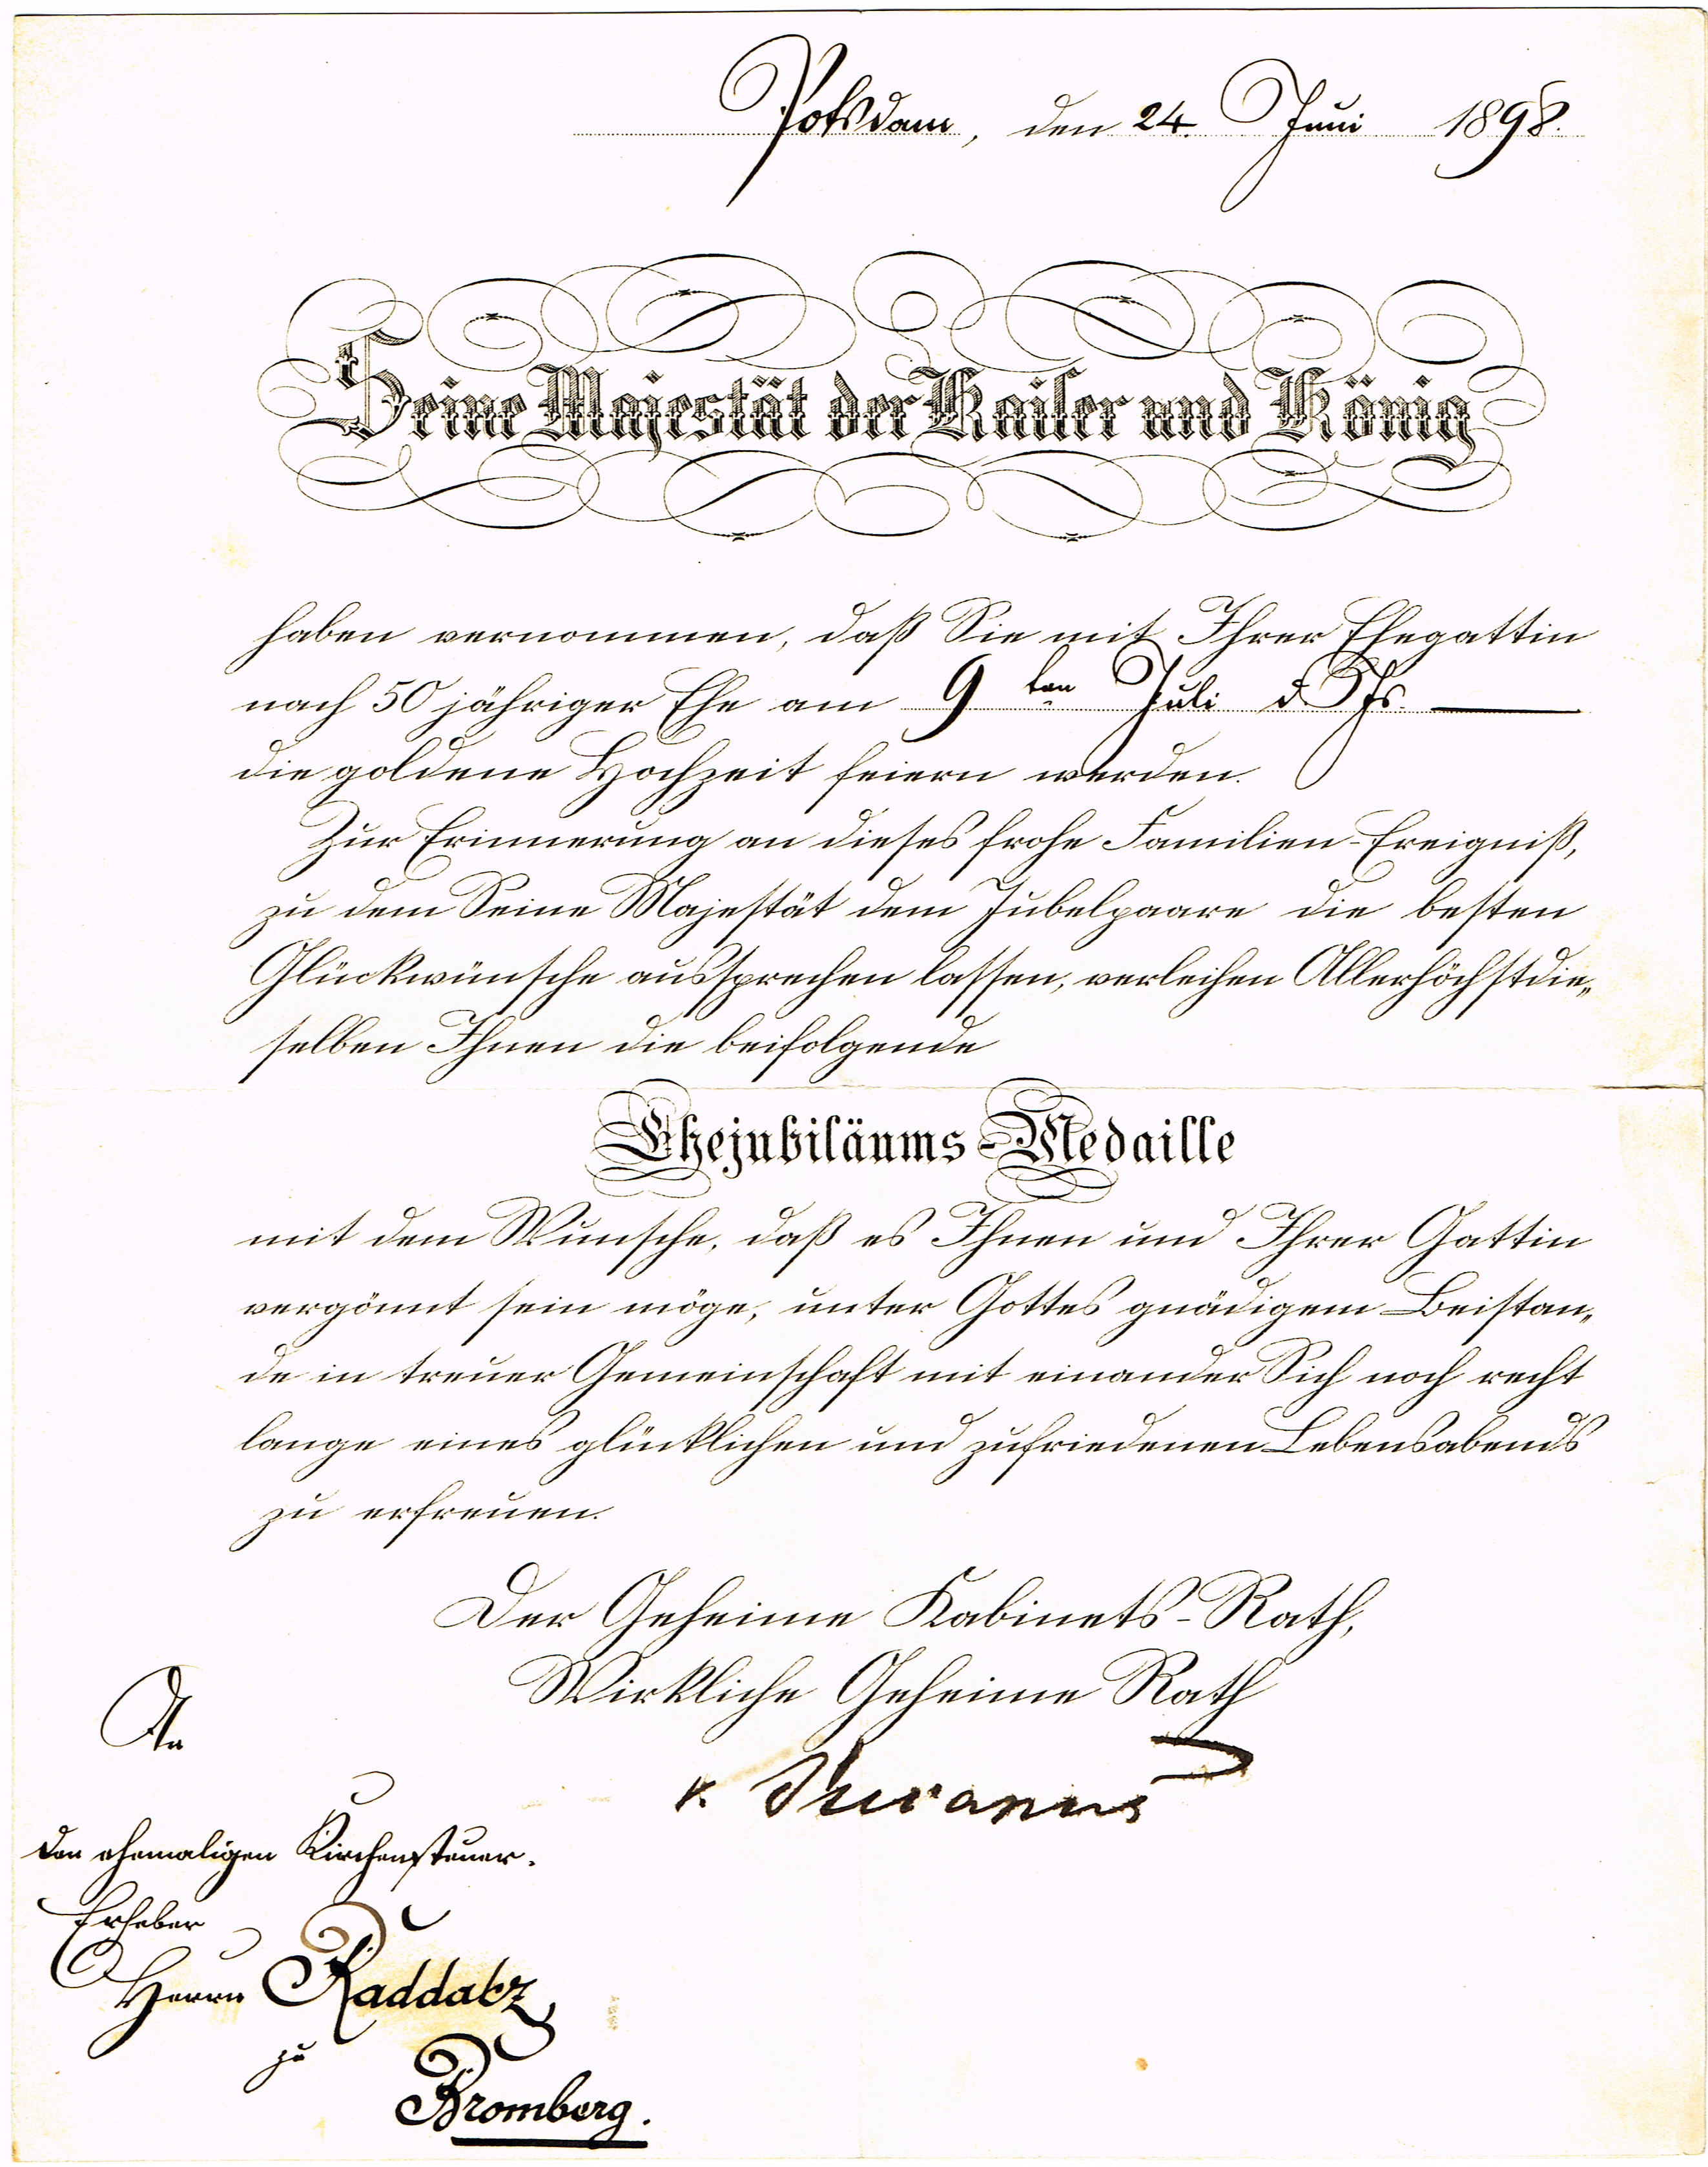 Potsdam, den 24. Juni 1898.
Seine Majestät der Kaiser und König
haben vernommen, daß Sie mit Ihrer Ehegattin
nach 50 jähriger Ehe am 9ten Juli d. Js.
die goldene Hochzeit feiern werden.
Zur Erinnerung an dieses frohe Familien-Ereigniß,
zu dem Seine Majestät dem Jubelpaare die besten
Glückwünsche aussprechen lassen, verleihen Allerhöchstdie„
selben Ihnen die beifolgende
Ehejubiläums-Medaille
mit dem Wunsche, daß es Ihnen und Ihrer Gattin
vergönnt sein möge, unter Gottes gnädigem Beistan„
de in treuer Gemeinschaft mit einander Sich noch recht
lange eines glücklichen und zufriedenen Lebensabends
zu erfreuen.
Der Geheime Kabinets-Rath,
Wirkliche Geheime Rath
v. Lucanus
An
den ehemaligen Kirchensteuer-
Erheber
Herrn Raddatz
zu
Bromberg.